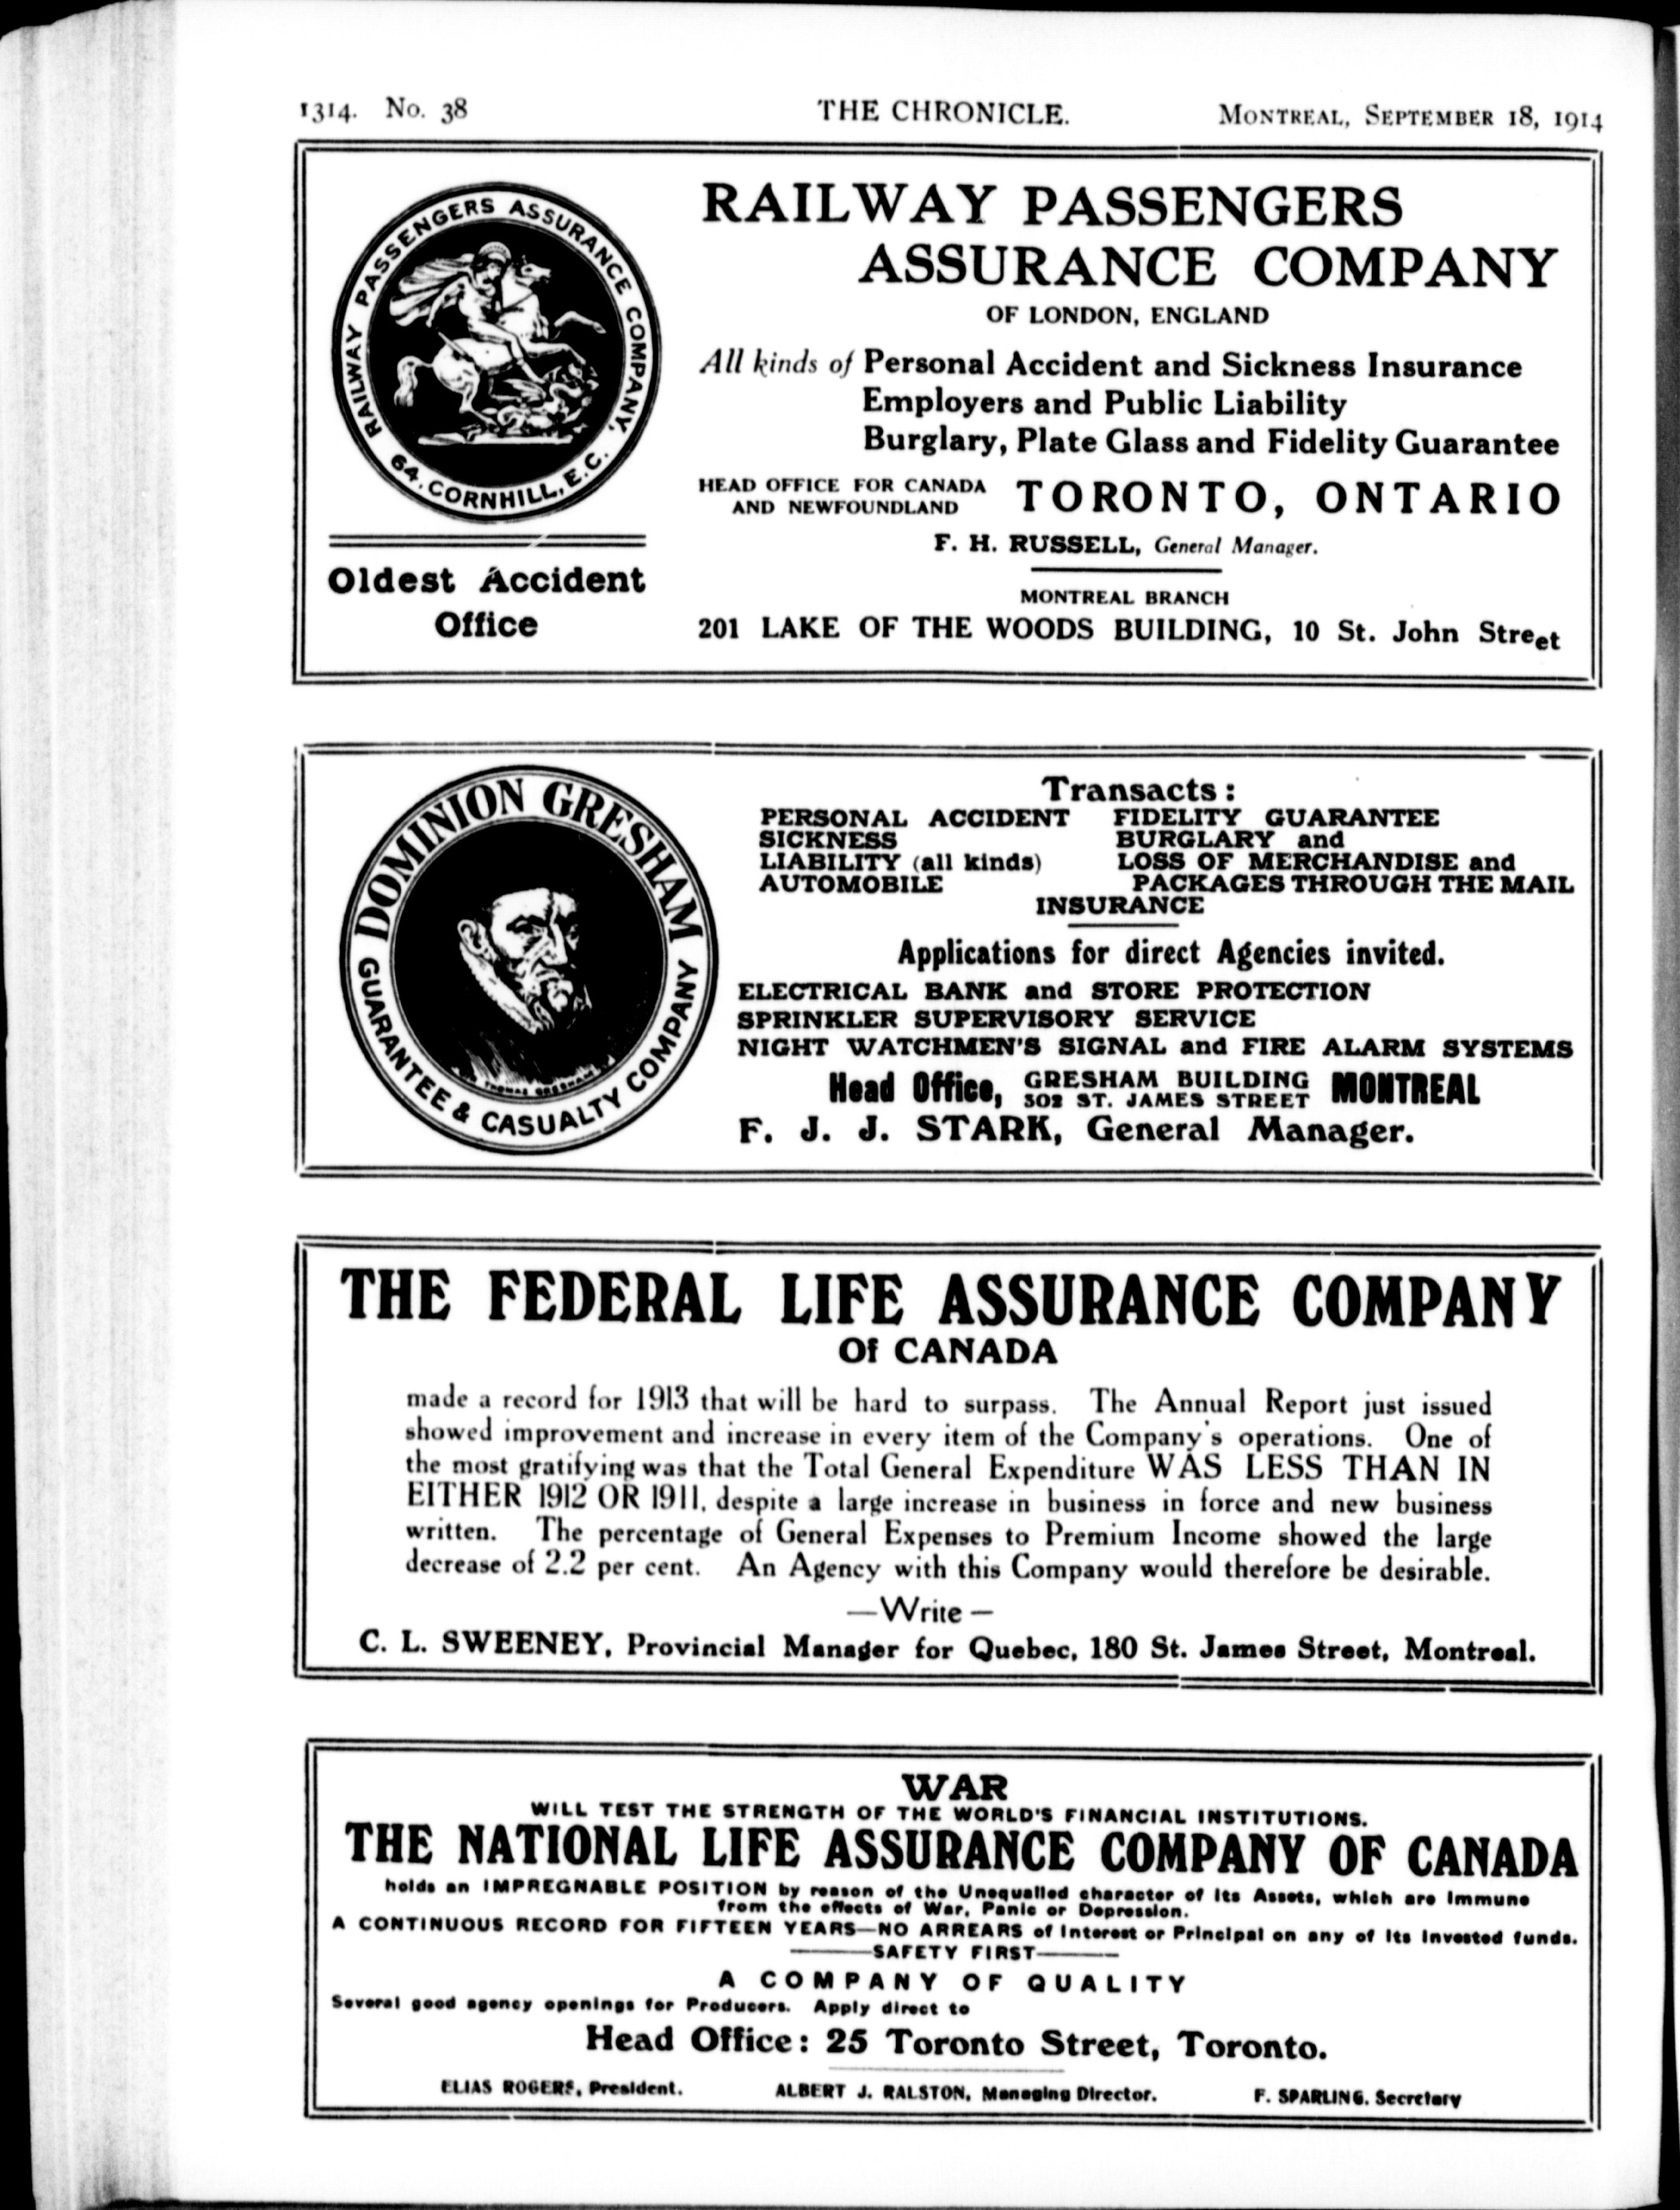 1314. No. 38 THE CHRONICLE. MONTREAL, SEPTEMBER 18, 1914
RAILWAY PASSENGERS ASSURANCE COMPANY,
64, CORNHILL, E.C.
Oldest Accident
Office
RAILWAY PASSENGERS
ASSURANCE COMPANY
OF LONDON, ENGLAND
All kinds of Personal Accident and Sickness Insurance
Employers and Public Liability
Burglary, Plate Glass and Fidelity Guarantee
HEAD OFFICE FOR CANADA
AND NEWFOUNDLAND
TORONTO, ONTARIO
F. H. RUSSELL, General Manager.
MONTREAL BRANCH
201 LAKE OF THE WOODS BUILDING, 10 St. John Street
DOMINION GRESHAM
GUARANTEE & CASUALTY COMPANY
THOMAS GRESHAM
Transacts:
PERSONAL ACCIDENT FIDELITY GUARANTEE
SICKNESS BURGLARY and
LIABILITY (all kinds) LOSS OF MERCHANDISE and
AUTOMOBILE PACKAGES THROUGH THE MAIL
INSURANCE
Applications for direct Agencies invited.
ELECTRICAL BANK and STORE PROTECTION
SPRINKLER SUPERVISORY SERVICE
NIGHT WATCHMEN'S SIGNAL and FIRE ALARM SYSTEMS
Head Office, GRESHAM BUILDING MONTREAL
302 ST. JAMES STREET
F. J. J. STARK, General Manager.
THE FEDERAL LIFE ASSURANCE COMPANY
Of CANADA
made a record for 1913 that will be hard to surpass. The Annual Report just issued
showed improvement and increase in every item of the Company's operations. One of
the most gratifying was that the Total General Expenditure WAS LESS THAN IN
EITHER 1912 OR 1911, despite a large increase in business in force and new business
written. The percentage of General Expenses to Premium Income showed the large
decrease of 2.2 per cent. An Agency with this Company would therefore be desirable.
—Write—
C. L. SWEENEY, Provincial Manager for Quebec, 180 St. James Street, Montreal.
WAR
WILL TEST THE STRENGTH OF THE WORLD'S FINANCIAL INSTITUTIONS.
THE NATIONAL LIFE ASSURANCE COMPANY OF CANADA
holds an IMPREGNABLE POSITION by reason of the Unequalled character of its Assets, which are immune
from the effects of War, Panic or Depression.
A CONTINUOUS RECORD FOR FIFTEEN YEARS—NO ARREARS of Interest or Principal on any of its Invested funds.
———SAFETY FIRST———
A COMPANY OF QUALITY
Several good agency openings for Producers. Apply direct to
Head Office: 25 Toronto Street, Toronto.
ELIAS ROGERS, President. ALBERT J. RALSTON, Managing Director. F. SPARLING, Secretary